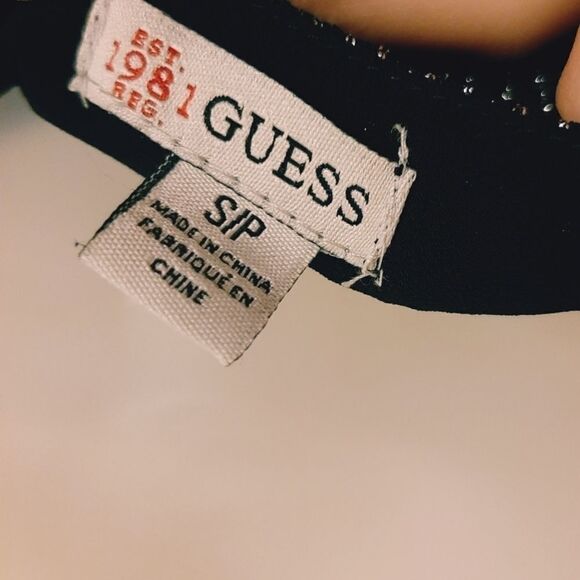 EST.
1981
REG.
GUESS
S/P
MADE IN CHINA
FABRIQUÉ EN
CHINE